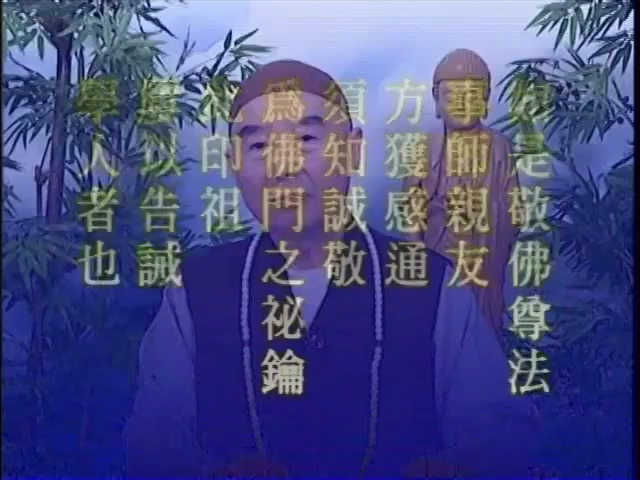 如是敬佛尊法
事師親友
方獲感通
須知誠敬
爲佛門之祕鑰
此印祖
屢以告誡
學人者也